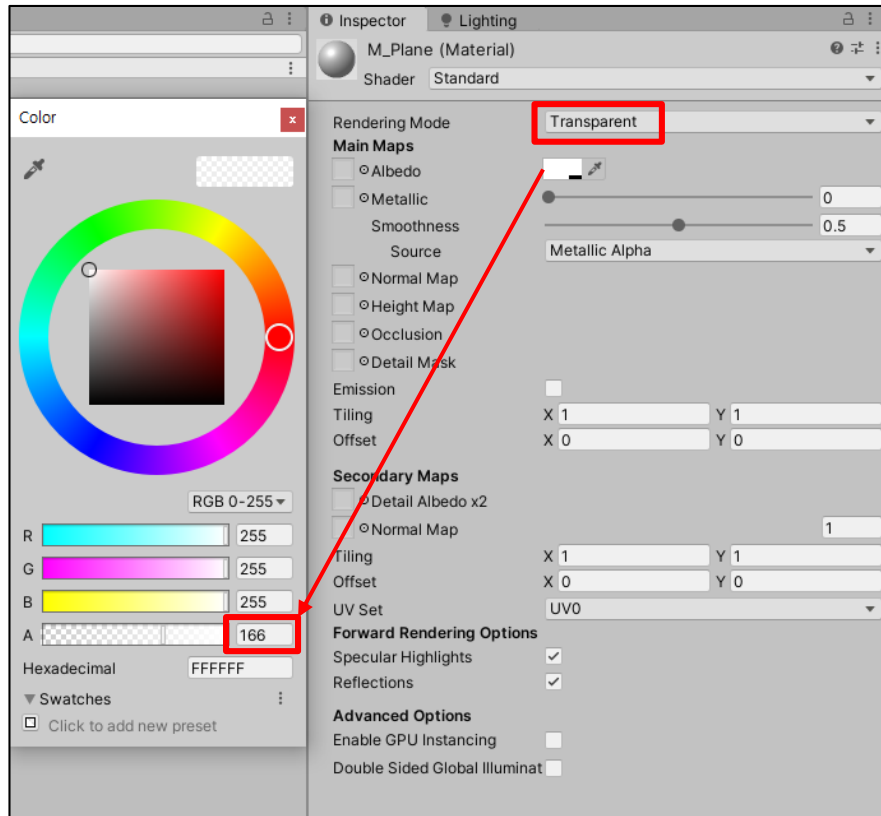 Inspector
Lighting
M_Plane (Material)
Shader Standard
Color
x
Rendering Mode Transparent
Main Maps
Albedo
Metallic 0
Smoothness 0.5
Source Metallic Alpha
Normal Map
Height Map
Occlusion
Detail Mask
Emission
Tiling X 1 Y 1
Offset X 0 Y 0
Secondary Maps
Detail Albedo x2
Normal Map 1
Tiling X 1 Y 1
Offset X 0 Y 0
UV Set UV0
Forward Rendering Options
Specular Highlights
Reflections
Advanced Options
Enable GPU Instancing
Double Sided Global Illuminat
RGB 0-255
R 255
G 255
B 255
A 166
Hexadecimal FFFFFF
Swatches
Click to add new preset